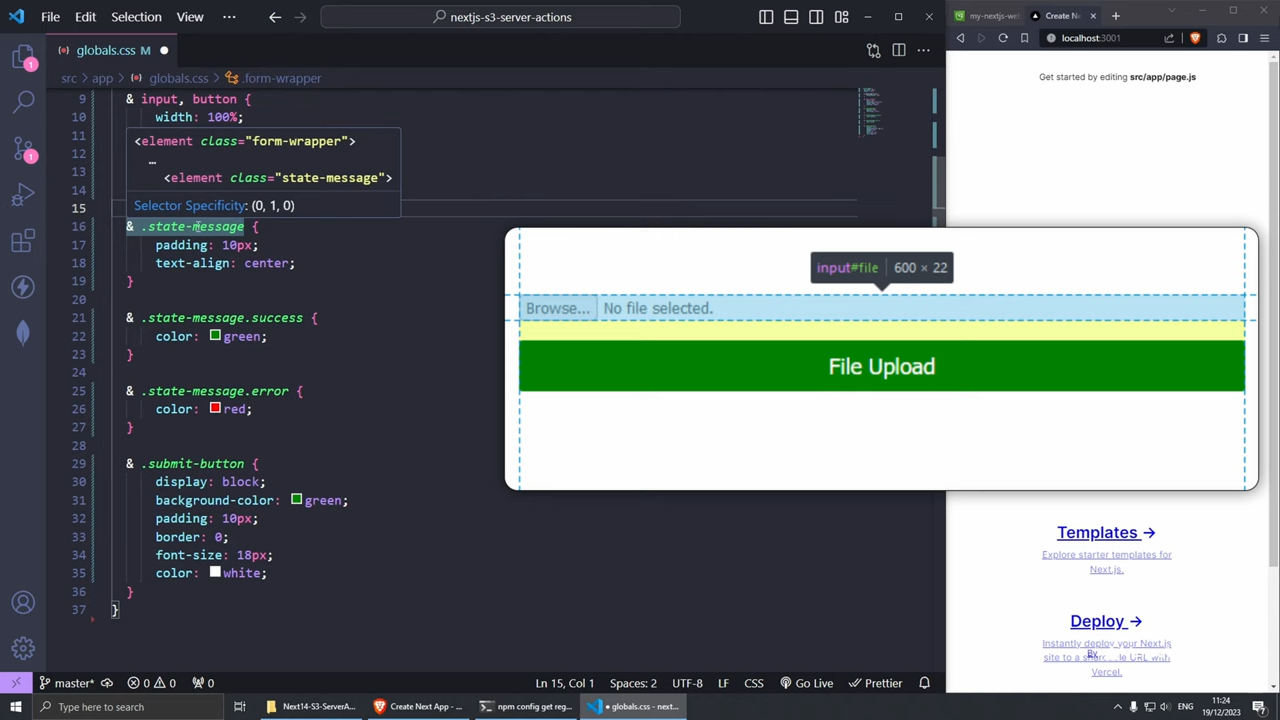 File Edit Selection View ···
nextjs-s3-server-actions
my-nextjs-web
Create Ne
localhost:3001
globals.css M
src > app > globals.css > .form-wrapper
9 & input, button {
10 width: 100%;
11
<element class="form-wrapper">
12
…
13
<element class="state-message">
14
15
Selector Specificity: (0, 1, 0)
16 & .state-message {
17 padding: 10px;
18 text-align: center;
19 }
20
21 & .state-message.success {
22 color: green;
23 }
24
25 & .state-message.error {
26 color: red;
27 }
28
29 & .submit-button {
30 display: block;
31 background-color: green;
32 padding: 10px;
33 border: 0;
34 font-size: 18px;
35 color: white;
36 }
37 }
Get started by editing src/app/page.js
input#file 600 × 22
Browse... No file selected.
File Upload
Templates →
Explore starter templates for
Next.js.
Deploy →
Instantly deploy your Next.js
By
URL with
Vercel.
master* 0 0 0 Spaces: 2 UTF-8 LF CSS Go Live Prettier
Type here to search
Next14-S3-ServerA...
Create Next App - ...
npm config get reg...
globals.css - next...
ENG
11:24
19/12/2023